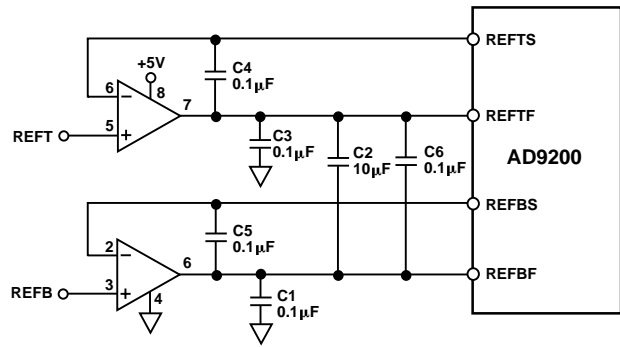 REFTS
C4
0.1µF
+5V
6
8
7
5
REFT
REFTF
C3
0.1µF
C2
10µF
C6
0.1µF
AD9200
REFBS
C5
0.1µF
2
6
REFB
3
4
REFBF
C1
0.1µF